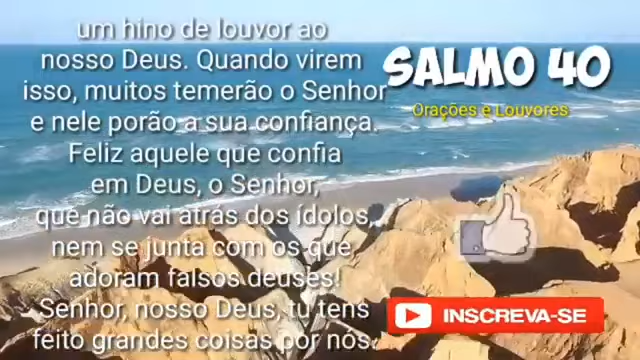 um hino de louvor ao
nosso Deus. Quando virem
isso, muitos temerão o Senhor
e nele porão a sua confiança.
Feliz aquele que confia
em Deus, o Senhor,
que não vai atrás dos ídolos,
nem se junta com os que
adoram falsos deuses!
Senhor, nosso Deus, tu tens
feito grandes coisas por nós.
SALMO 40
Orações e Louvores
INSCREVA-SE